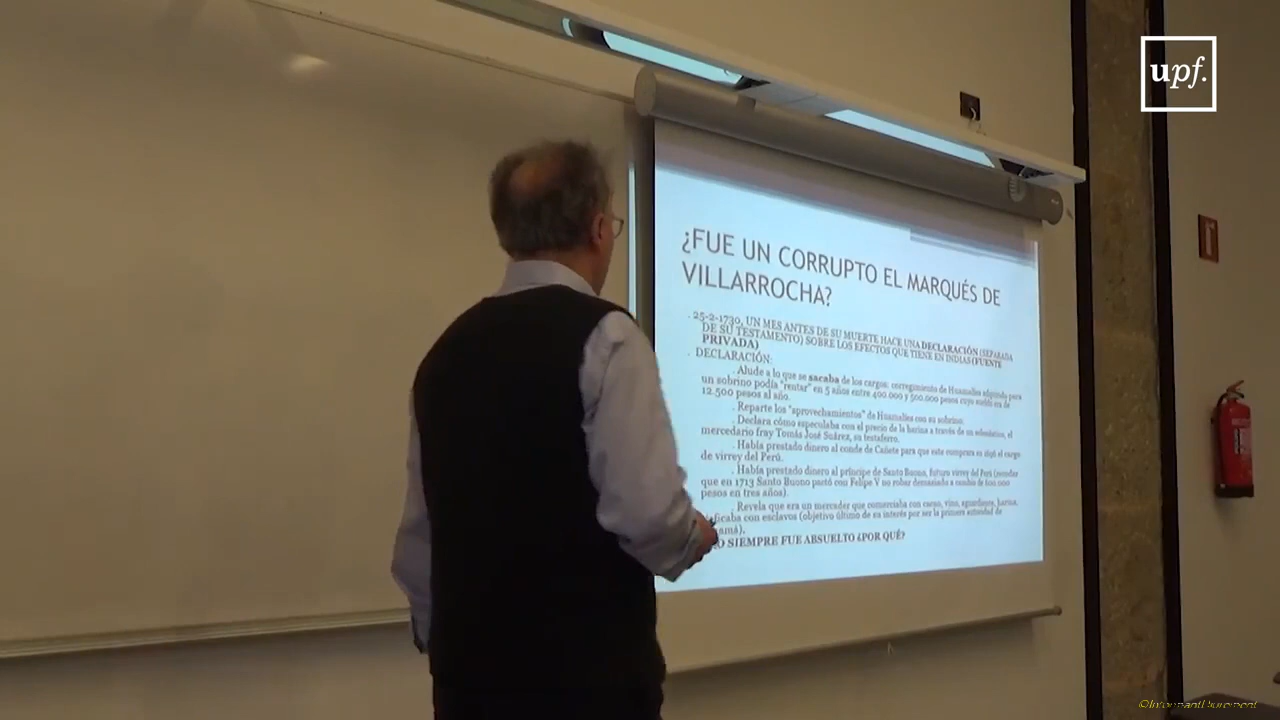 upf.
¿FUE UN CORRUPTO EL MARQUÉS DE
VILLARROCHA?
. 25-2-1730, UN MES ANTES DE SU MUERTE HACE UNA DECLARACIÓN (SEPARADA
DE SU TESTAMENTO) SOBRE LOS EFECTOS QUE TIENE EN INDIAS (FUENTE
PRIVADA)
. DECLARACIÓN:
. Alude a lo que se sacaba de los cargos: corregimiento de Huamalíes adquirido para
un sobrino podía "rentar" en 5 años entre 400.000 y 500.000 pesos cuyo sueldo era de
12.500 pesos al año.
. Reparte los "aprovechamientos" de Huamalíes con su sobrino.
. Declara cómo especulaba con el precio de la harina a través de un eclesiástico, el
mercedario fray Tomás José Suárez, su testaferro.
. Había prestado dinero al conde de Cañete para que este comprara en 1696 el cargo
de virrey del Perú.
. Había prestado dinero al príncipe de Santo Buono, futuro virrey del Perú (recordar
que en 1713 Santo Buono pactó con Felipe V no robar demasiado a cambio de 600.000
pesos en tres años).
. Revela que era un mercader que comerciaba con cacao, vino, aguardiente, harina,
ficaba con esclavos (objetivo último de su interés por ser la primera autoridad de
amá).
O SIEMPRE FUE ABSUELTO ¿POR QUÉ?